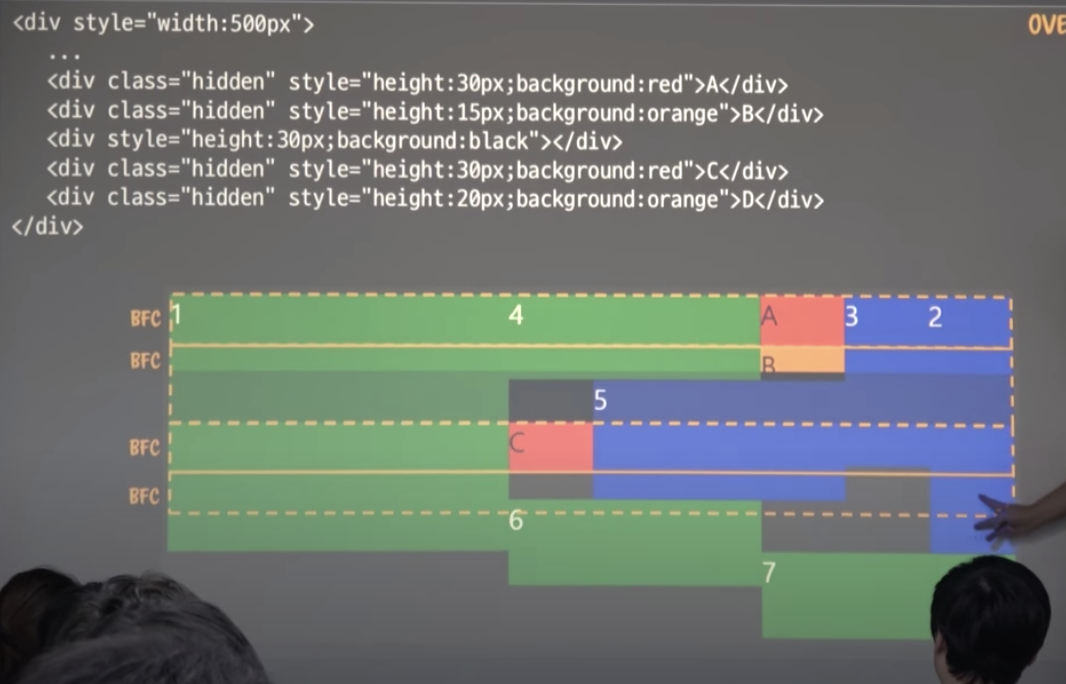 <div style="width:500px">
OVE
...
<div class="hidden" style="height:30px;background:red">A</div>
<div class="hidden" style="height:15px;background:orange">B</div>
<div style="height:30px;background:black"></div>
<div class="hidden" style="height:30px;background:red">C</div>
<div class="hidden" style="height:20px;background:orange">D</div>
</div>
BFC 1 4 A 3 2
BFC B
5
BFC C
BFC
6
7